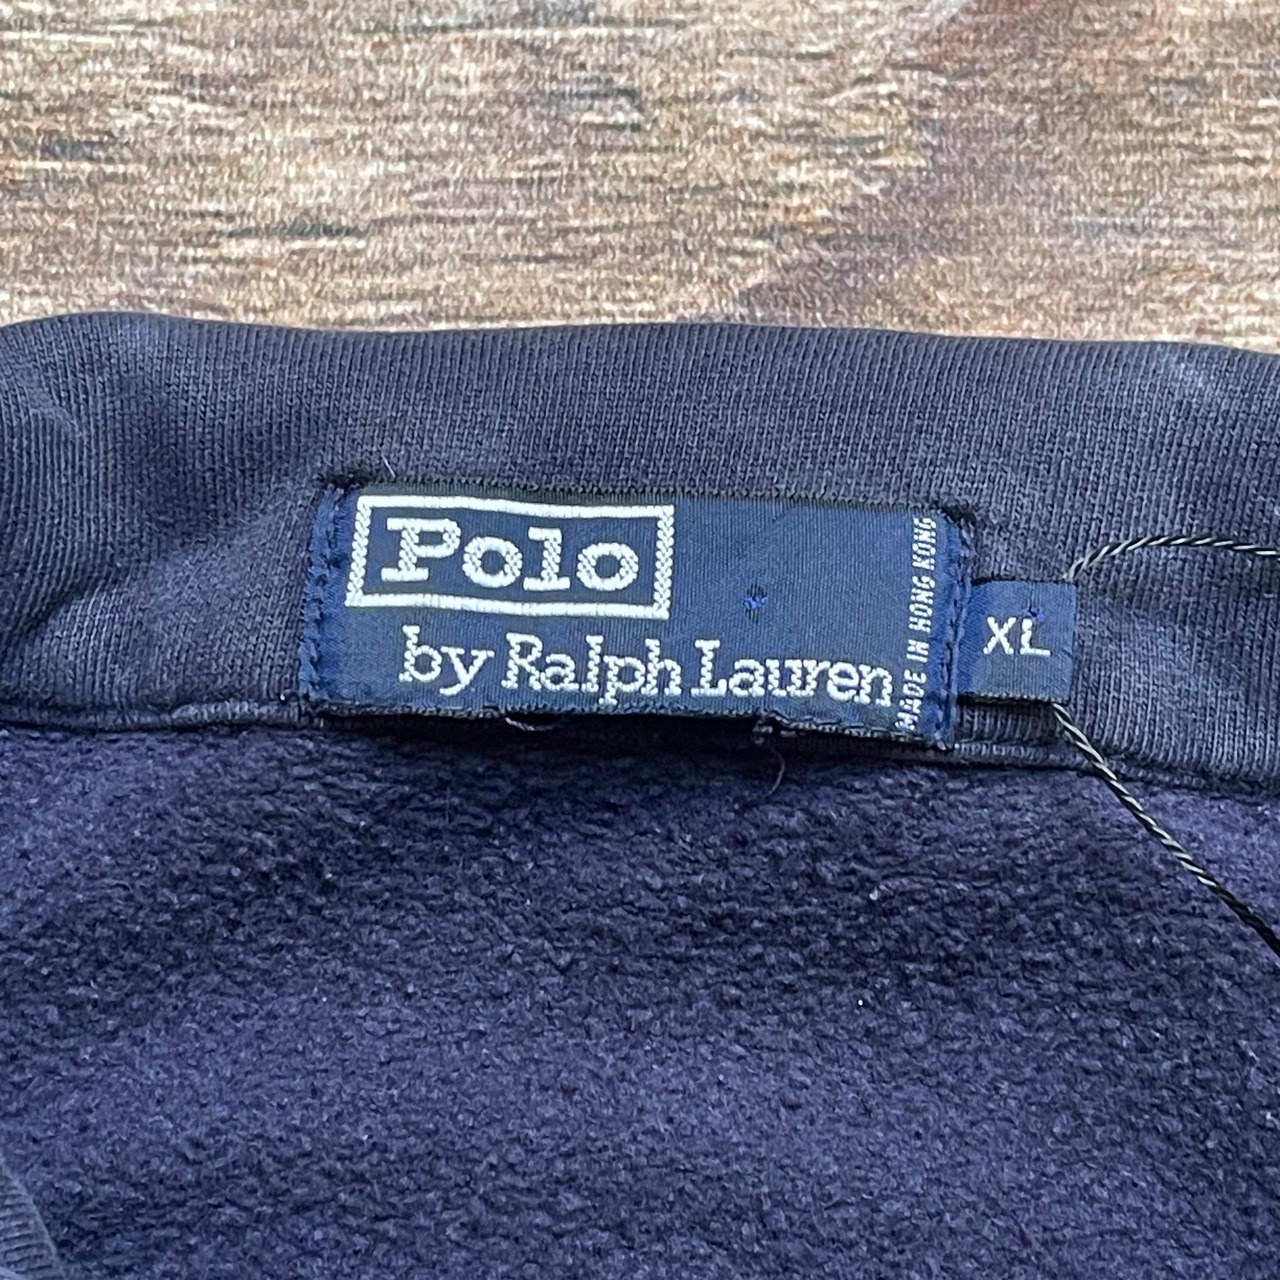 Polo
by Ralph Lauren
MADE IN HONG KONG
XL